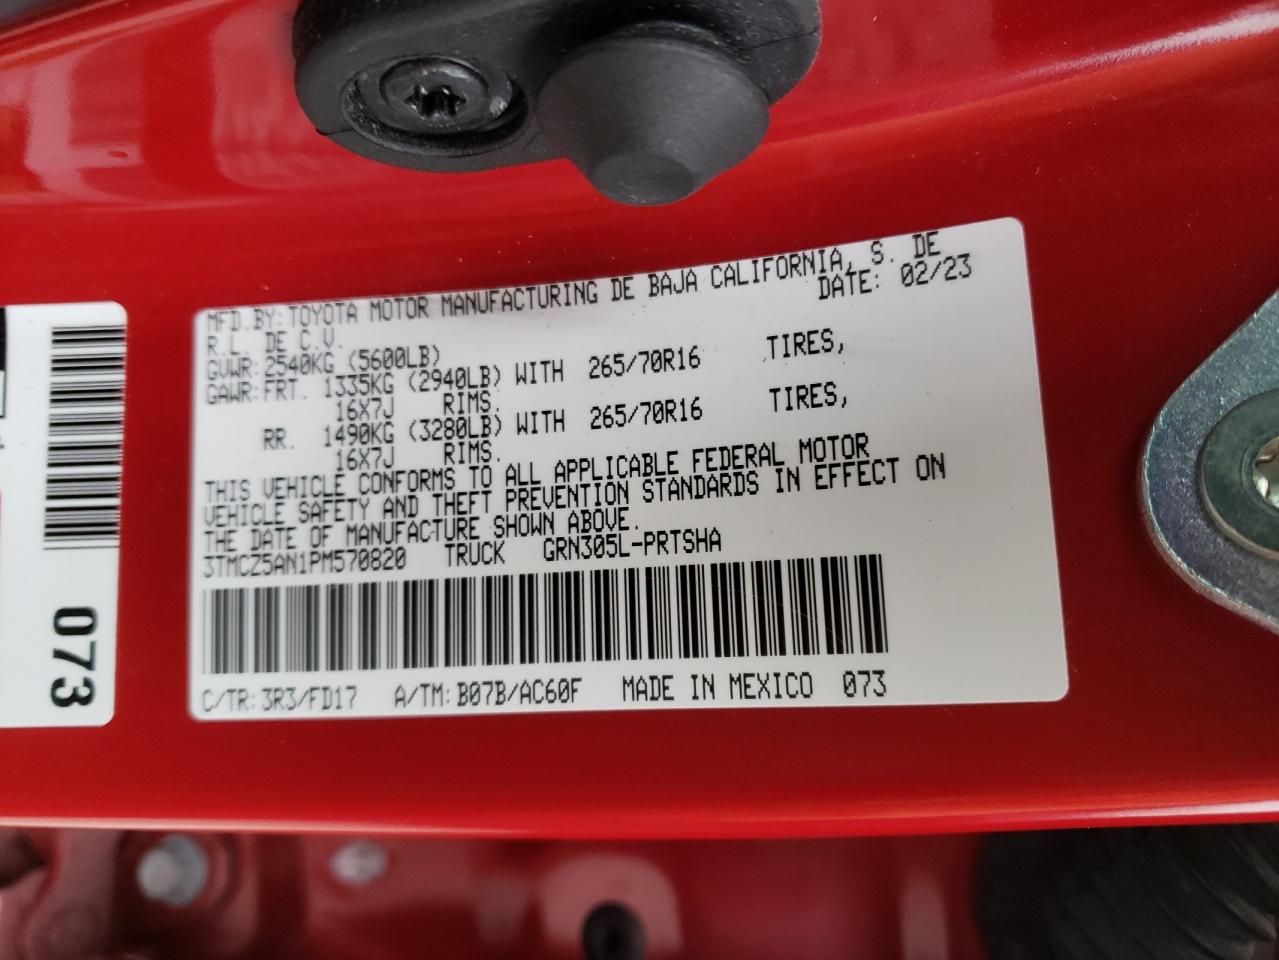 MFD.BY: TOYOTA MOTOR MANUFACTURING DE BAJA CALIFORNIA, S. DE
R.L. DE C.V. DATE: 02/23
GVWR: 2540KG (5600LB)
GAWR: FRT. 1335KG (2940LB) WITH 265/70R16 TIRES,
16X7J RIMS.
RR. 1490KG (3280LB) WITH 265/70R16 TIRES,
16X7J RIMS.
THIS VEHICLE CONFORMS TO ALL APPLICABLE FEDERAL MOTOR
VEHICLE SAFETY AND THEFT PREVENTION STANDARDS IN EFFECT ON
THE DATE OF MANUFACTURE SHOWN ABOVE.
3TMCZ5AN1PM570820 TRUCK GRN305L-PRTSHA
C/TR: 3R3/FD17 A/TM: B07B/AC60F MADE IN MEXICO 073
073